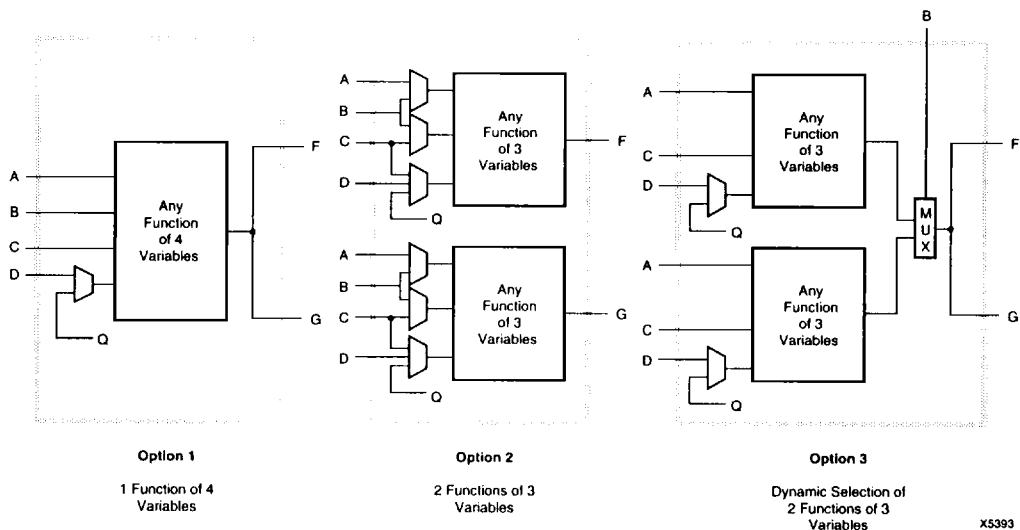 A
B
C
D
Q
Any
Function
of 4
Variables
F
G
Option 1
1 Function of 4
Variables
A
B
C
D
Q
Any
Function
of 3
Variables
F
A
B
C
D
Q
Any
Function
of 3
Variables
G
Option 2
2 Functions of 3
Variables
B
A
C
D
Q
Any
Function
of 3
Variables
A
C
D
Q
Any
Function
of 3
Variables
MUX
F
G
Option 3
Dynamic Selection of
2 Functions of 3
Variables
X5393